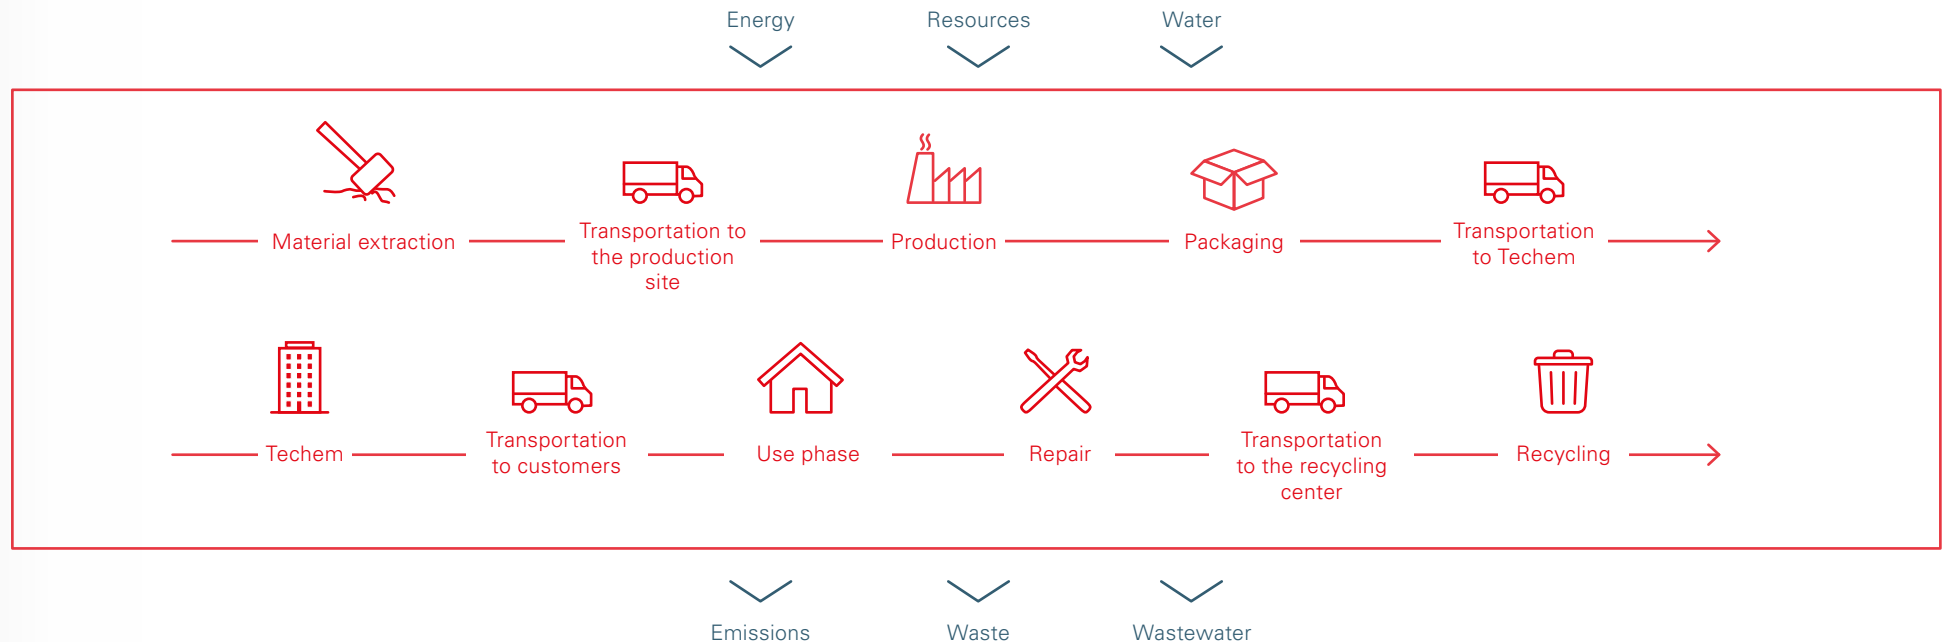 Energy
Resources
Water
Material extraction
Transportation to
the production
site
Production
Packaging
Transportation
to Techem
Techem
Transportation
to customers
Use phase
Repair
Transportation
to the recycling
center
Recycling
Emissions
Waste
Wastewater